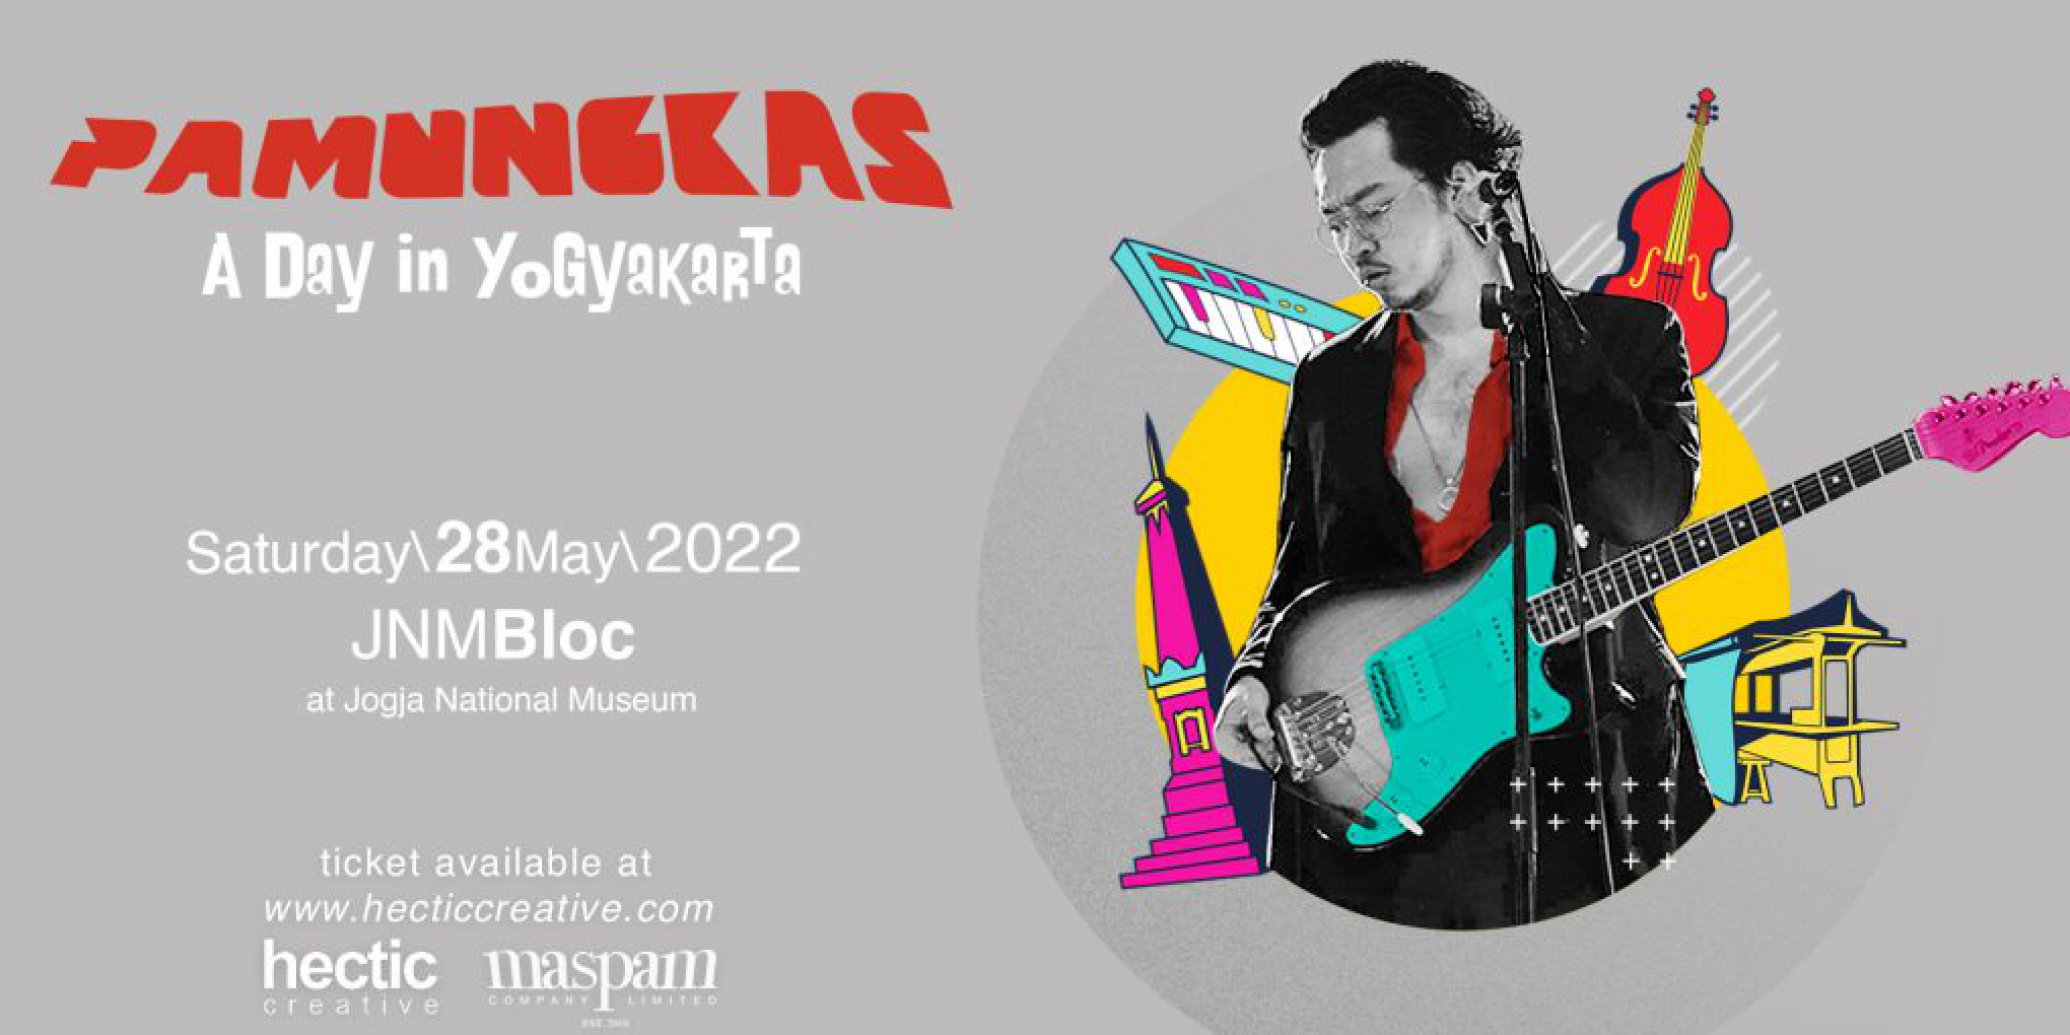 PAMUNGKAS
A Day in YoGyaKaRTa
Saturday\28May\2022
JNMBloc
at Jogja National Museum
ticket available at
www.hecticcreative.com
hectic
creative
maspam
COMPANY LIMITED